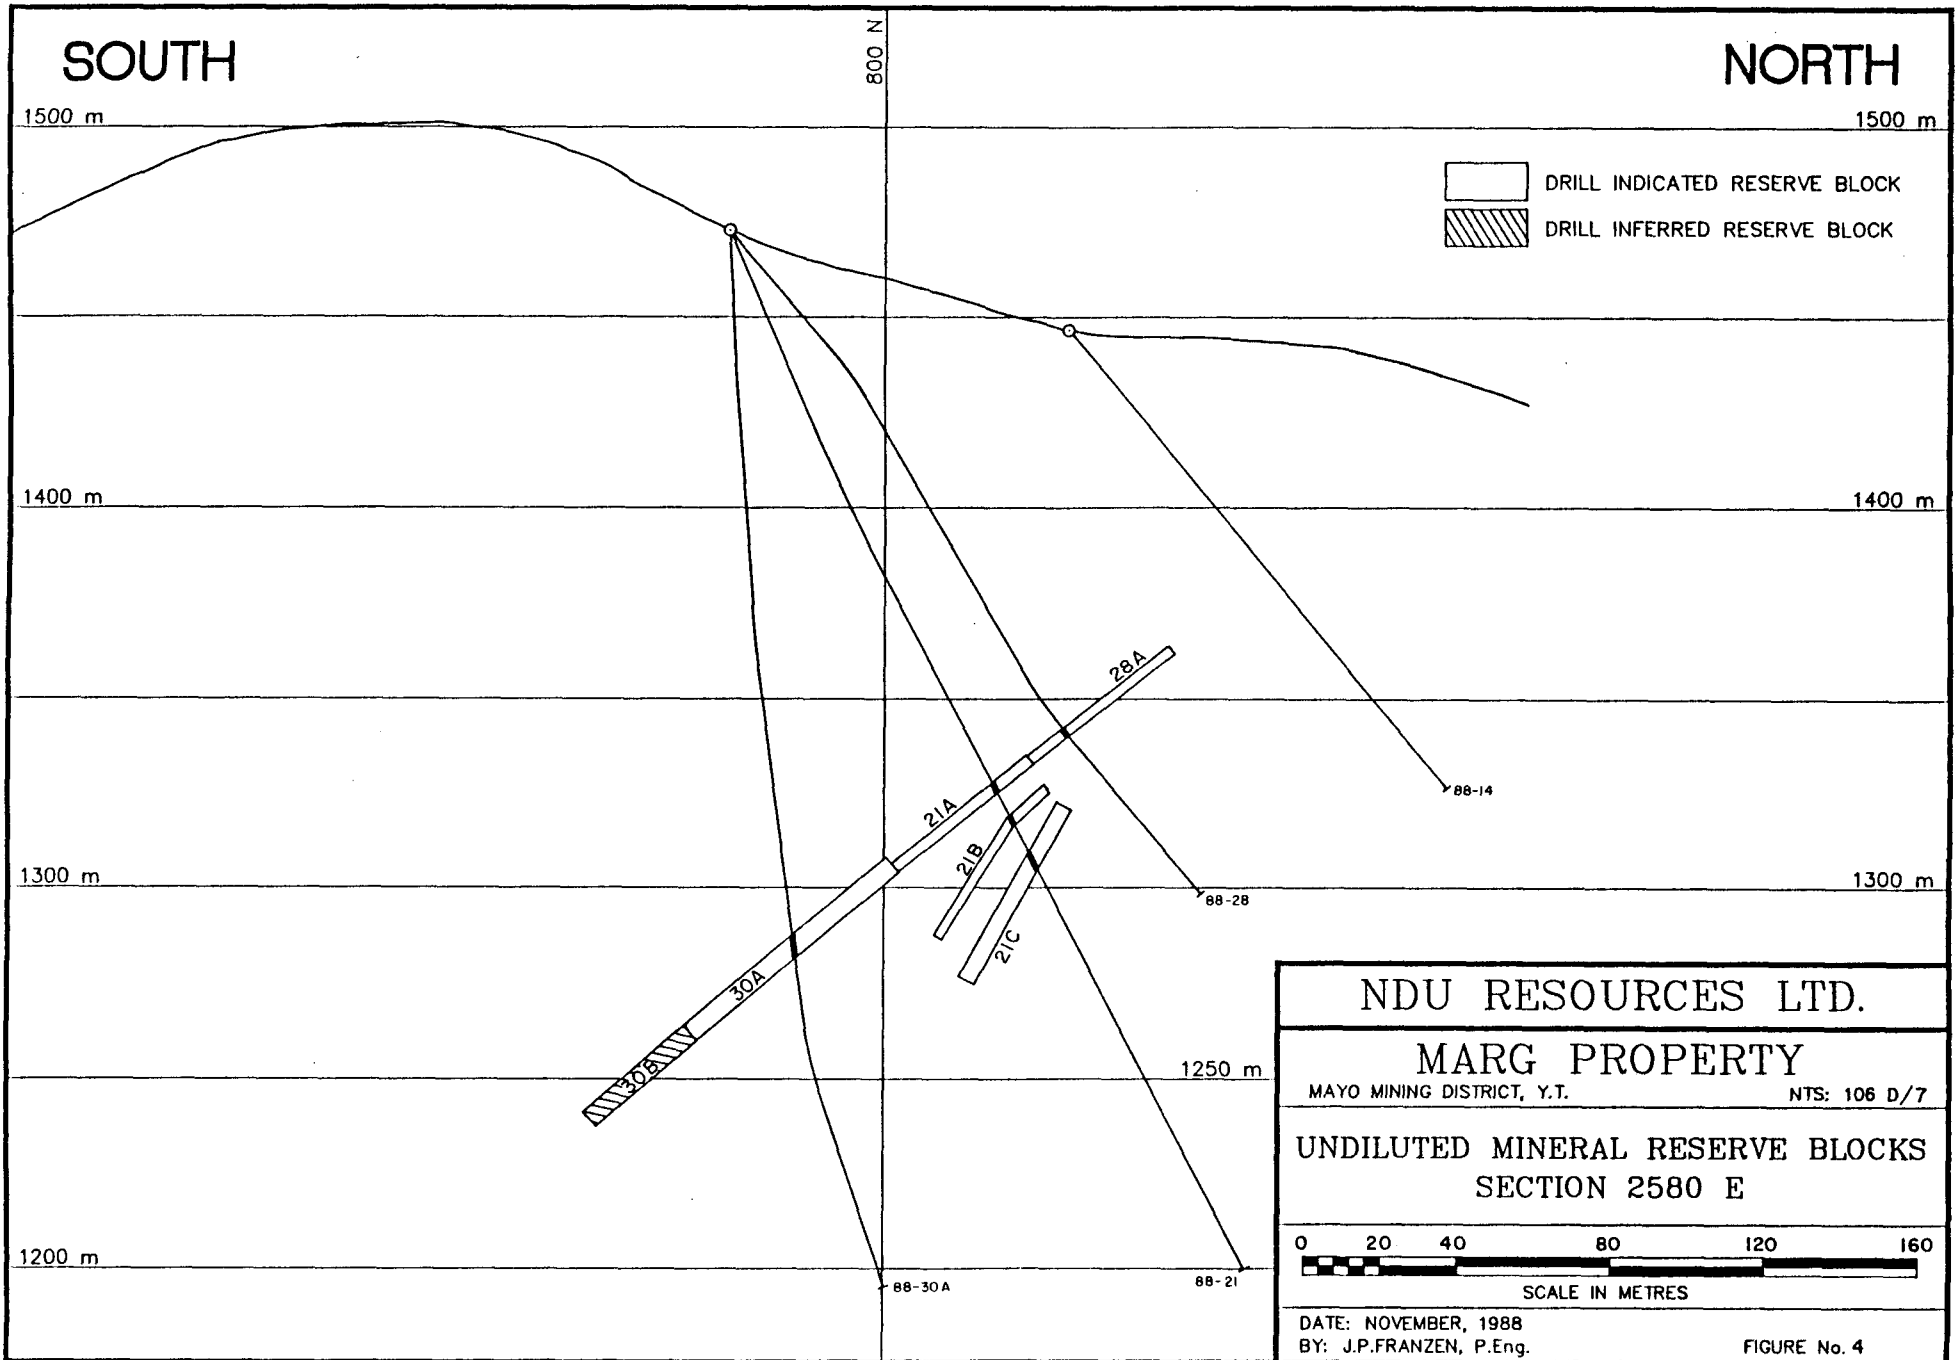 SOUTH
800 N
NORTH
1500 m
1500 m
DRILL INDICATED RESERVE BLOCK
DRILL INFERRED RESERVE BLOCK
1400 m
1400 m
28A
88-14
21A
21B
1300 m
1300 m
88-28
21C
30A
30B
1250 m
1200 m
88-30A
88-21
NDU RESOURCES LTD.
MARG PROPERTY
MAYO MINING DISTRICT, Y.T. NTS: 106 D/7
UNDILUTED MINERAL RESERVE BLOCKS
SECTION 2580 E
0 20 40 80 120 160
SCALE IN METRES
DATE: NOVEMBER, 1988
BY: J.P.FRANZEN, P.Eng. FIGURE No. 4